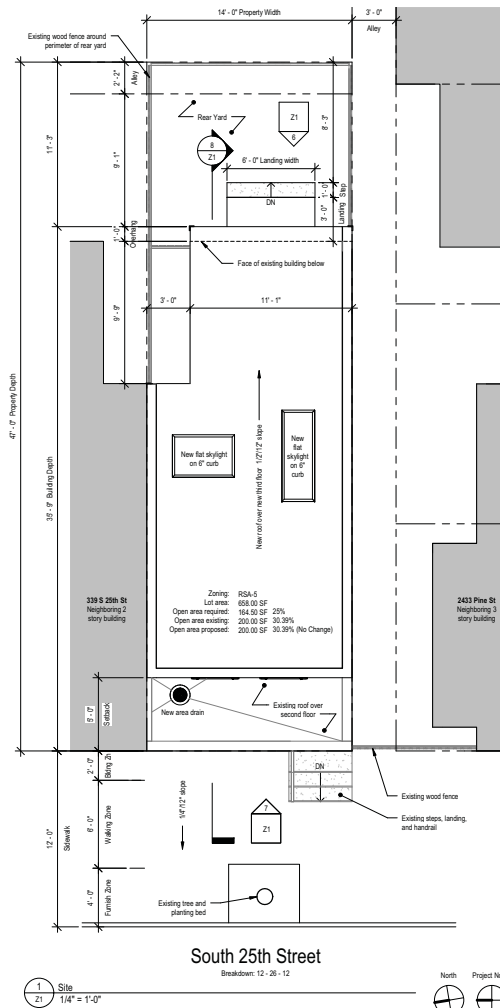 14' - 0" Property Width
3' - 0"
Alley
Existing wood fence around
perimeter of rear yard
2' - 2"
Alley
Rear Yard
Z1
6
8
Z1
8' - 3"
11' - 3"
9' - 1"
6' - 0" Landing width
DN
1' - 0"
Step
3' - 0"
Landing
1' - 0"
Overhang
Face of existing building below
9' - 9"
3' - 0"
11' - 1"
47' - 0" Property Depth
35' - 9" Building Depth
New roof over new third floor 1/2"/12" slope
New flat skylight
on 6" curb
New
flat
skylight
on 6"
curb
339 S 25th St
Neighboring 2
story building
2433 Pine St
Neighboring 3
story building
Zoning: RSA-5
Lot area: 658.00 SF
Open area required: 164.50 SF 25%
Open area existing: 200.00 SF 30.39%
Open area proposed: 200.00 SF 30.39% (No Change)
5' - 0"
Setback
New area drain
Existing roof over
second floor
2' - 0"
Bldng Zn
DN
Existing wood fence
12' - 0"
Sidewalk
6' - 0"
Walking Zone
1/4"/12" slope
7
Z1
Existing steps, landing,
and handrail
4' - 0"
Furnish Zone
Existing tree and
planting bed
South 25th Street
Breakdown: 12 - 26 - 12
1
Z1
Site
1/4" = 1'-0"
North
Project